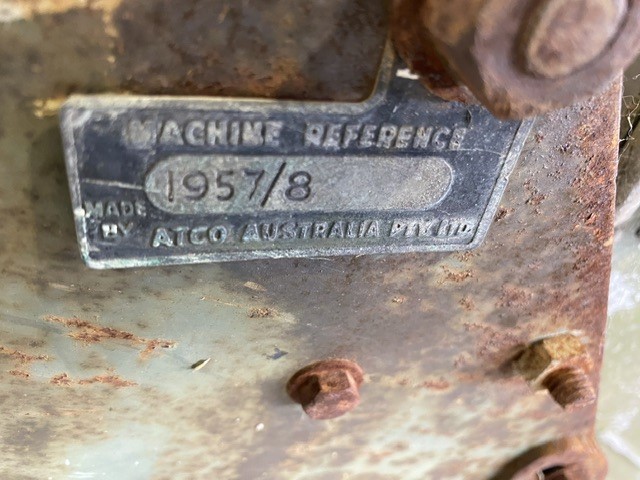 MACHINE REFERENCE
1957/8
MADE BY
ATCO AUSTRALIA PTY. LTD.